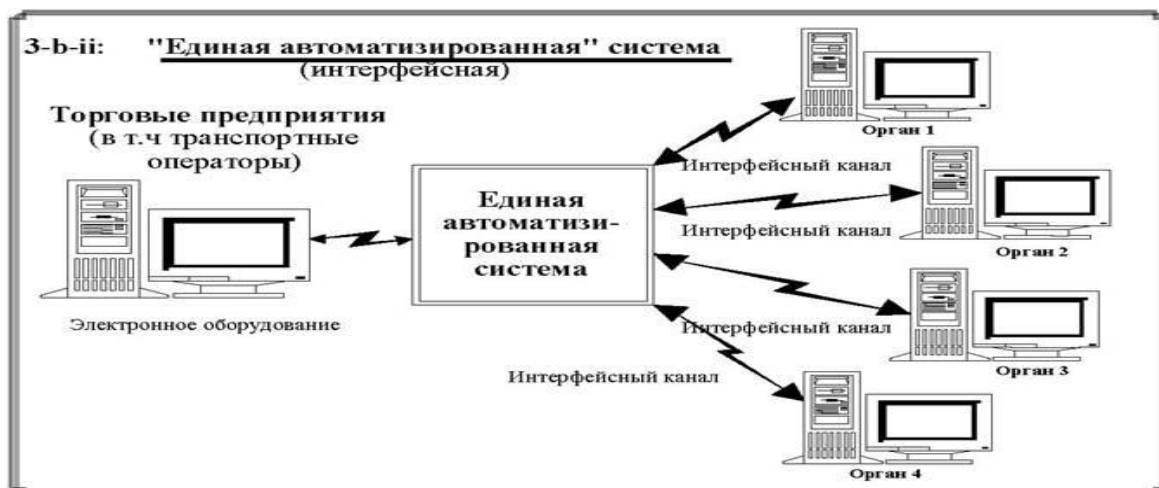 3-b-ii: "Единая автоматизированная" система
(интерфейсная)
Торговые предприятия
(в т.ч транспортные
операторы)
Электронное оборудование
Единая
автоматизи-
рованная
система
Орган 1
Интерфейсный канал
Интерфейсный канал
Орган 2
Интерфейсный канал
Орган 3
Интерфейсный канал
Орган 4